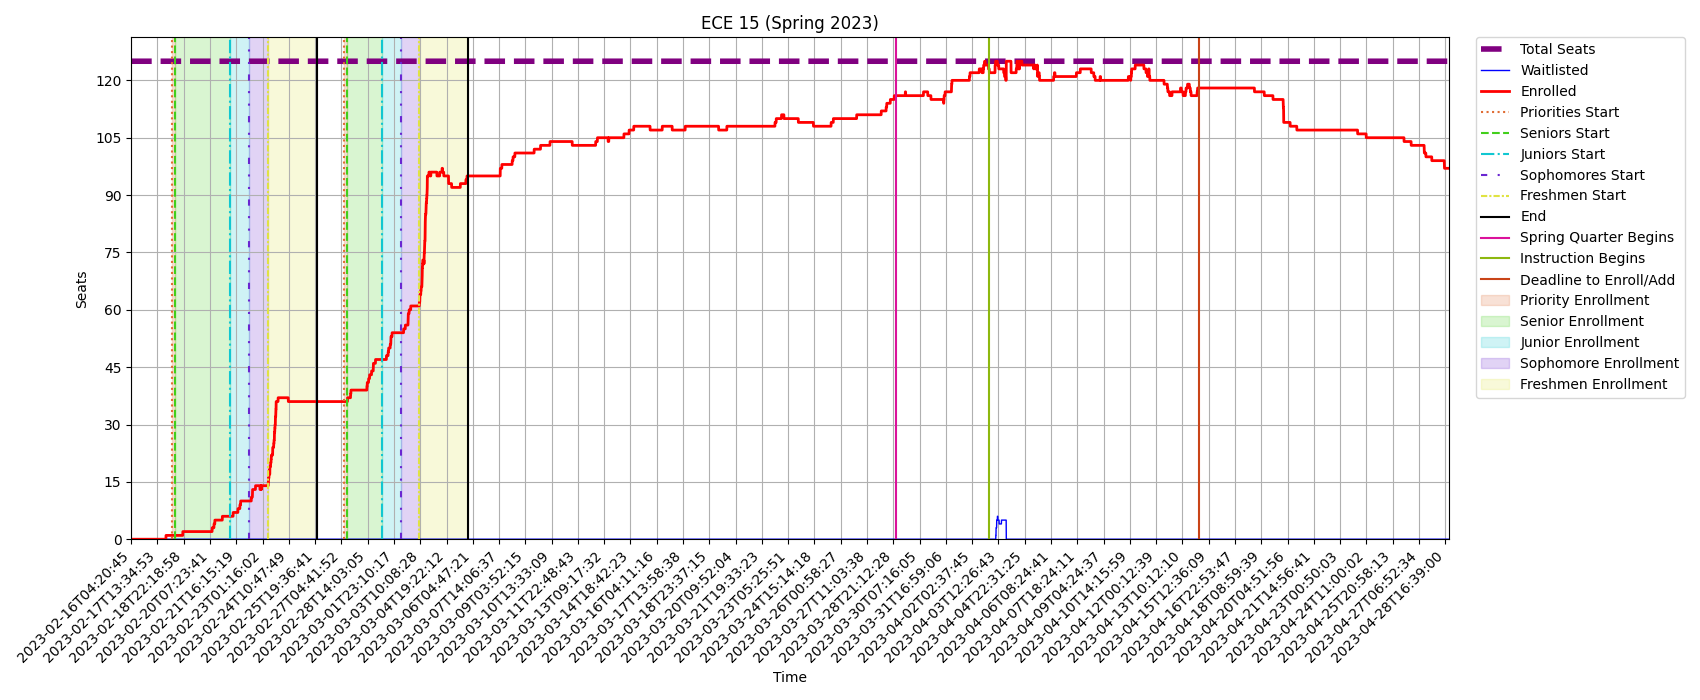 ECE 15 (Spring 2023)
Seats
120
105
90
75
60
45
30
15
0
2023-02-16T04:20:45
2023-02-17T13:34:53
2023-02-18T22:18:58
2023-02-20T07:23:41
2023-02-21T16:15:19
2023-02-23T01:16:02
2023-02-24T10:47:49
2023-02-25T19:36:41
2023-02-27T04:41:52
2023-02-28T14:03:05
2023-03-01T23:10:17
2023-03-03T10:08:28
2023-03-04T19:22:12
2023-03-06T04:47:21
2023-03-07T14:06:37
2023-03-09T03:52:15
2023-03-10T13:33:09
2023-03-11T22:48:43
2023-03-13T09:17:32
2023-03-14T18:42:23
2023-03-16T04:11:16
2023-03-17T13:58:38
2023-03-18T23:37:15
2023-03-20T09:52:04
2023-03-21T19:33:23
2023-03-23T05:25:51
2023-03-24T15:14:18
2023-03-26T00:58:27
2023-03-27T11:03:38
2023-03-28T21:12:28
2023-03-30T07:16:05
2023-03-31T16:59:06
2023-04-02T02:37:45
2023-04-03T12:26:43
2023-04-04T22:31:25
2023-04-06T08:24:41
2023-04-07T18:24:11
2023-04-09T04:24:37
2023-04-10T14:15:59
2023-04-12T00:12:39
2023-04-13T10:12:10
2023-04-15T12:36:09
2023-04-16T22:53:47
2023-04-18T08:59:39
2023-04-20T04:51:56
2023-04-21T14:56:41
2023-04-23T00:50:03
2023-04-24T11:00:02
2023-04-25T20:58:13
2023-04-27T06:52:34
2023-04-28T16:39:00
Time
Total Seats
Waitlisted
Enrolled
Priorities Start
Seniors Start
Juniors Start
Sophomores Start
Freshmen Start
End
Spring Quarter Begins
Instruction Begins
Deadline to Enroll/Add
Priority Enrollment
Senior Enrollment
Junior Enrollment
Sophomore Enrollment
Freshmen Enrollment